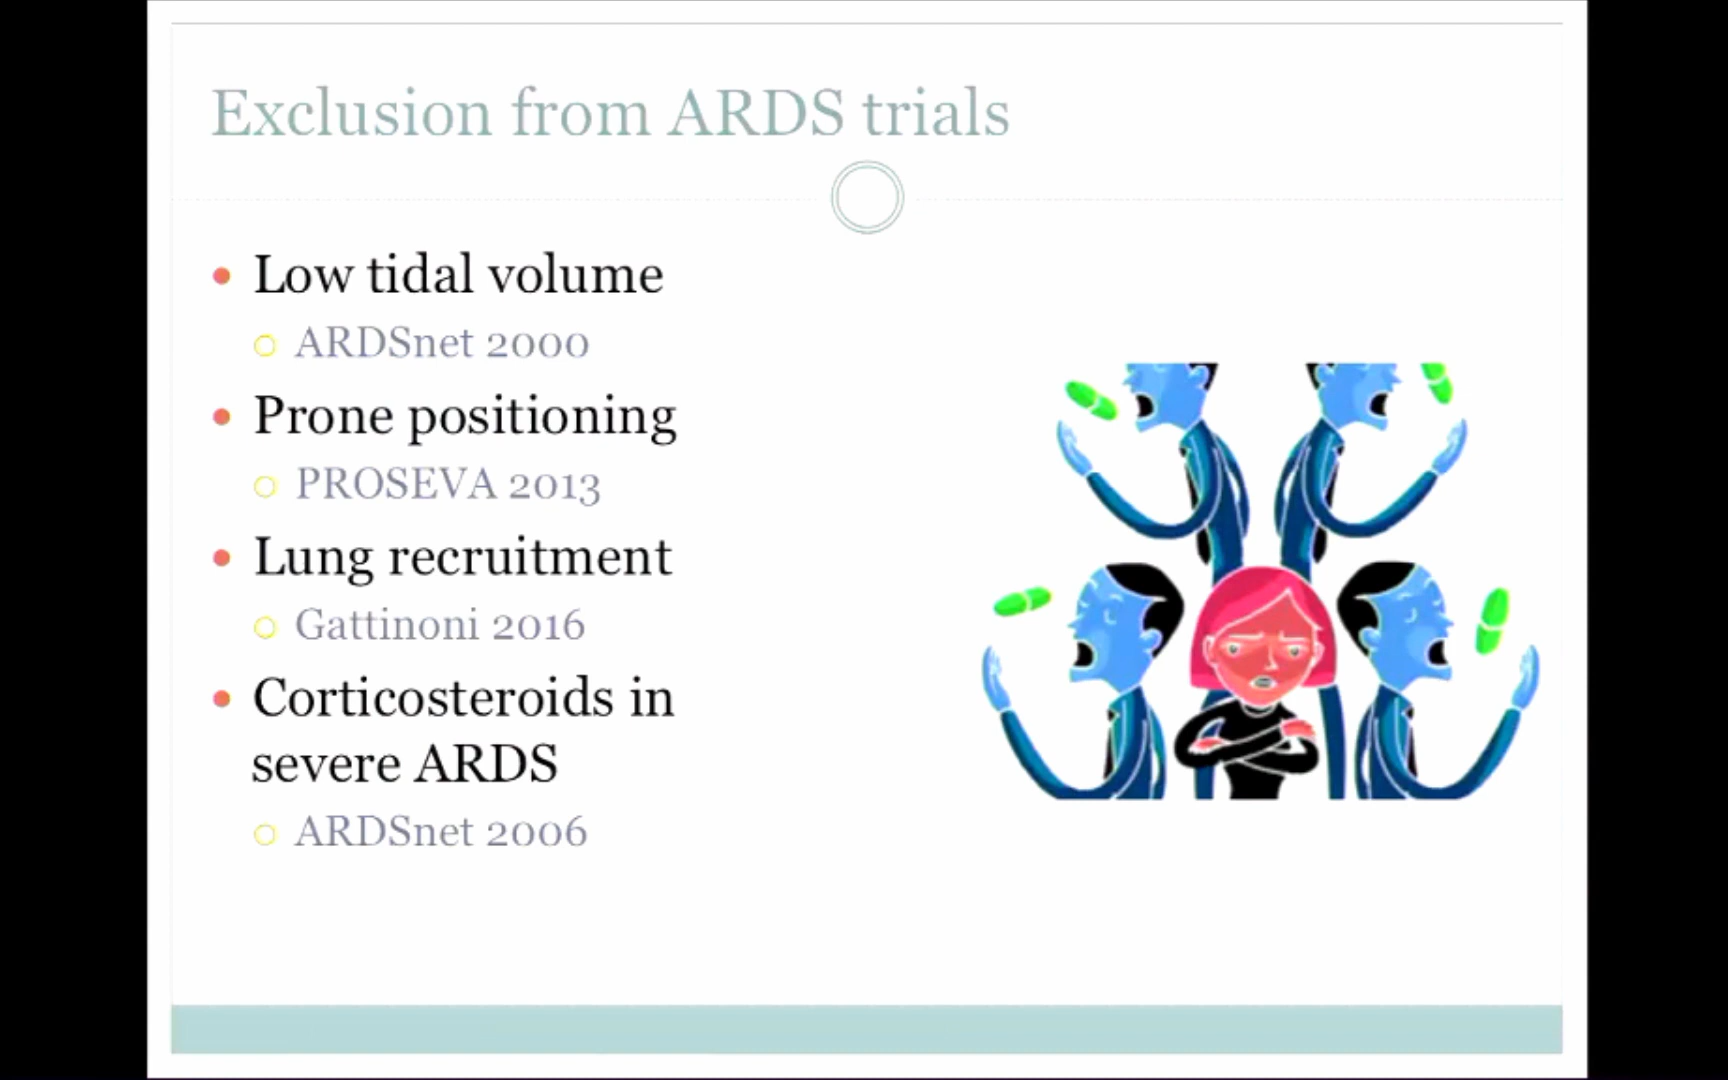 Exclusion from ARDS trials
Low tidal volume
ARDSnet 2000
Prone positioning
PROSEVA 2013
Lung recruitment
Gattinoni 2016
Corticosteroids in
severe ARDS
ARDSnet 2006